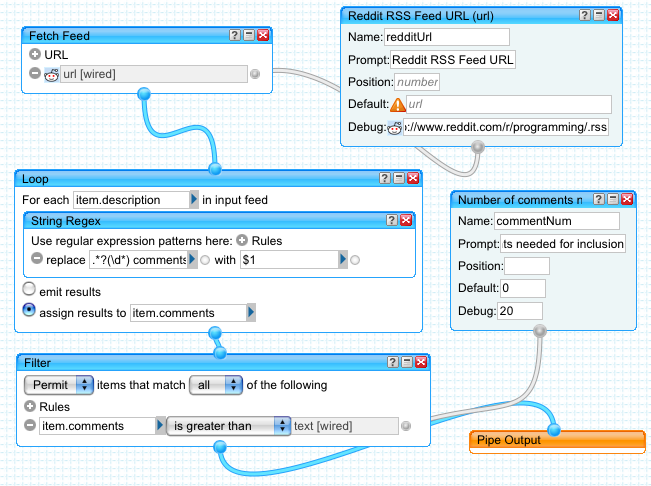 Fetch Feed
URL
url [wired]
Reddit RSS Feed URL (url)
Name: redditUrl
Prompt: Reddit RSS Feed URL
Position: number
Default: url
Debug: ://www.reddit.com/r/programming/.rss
Loop
For each item.description in input feed
String Regex
Use regular expression patterns here: Rules
replace .*?(\d*) comments with $1
emit results
assign results to item.comments
Number of comments n
Name: commentNum
Prompt: ts needed for inclusion
Position:
Default: 0
Debug: 20
Filter
Permit items that match all of the following
Rules
item.comments is greater than text [wired]
Pipe Output